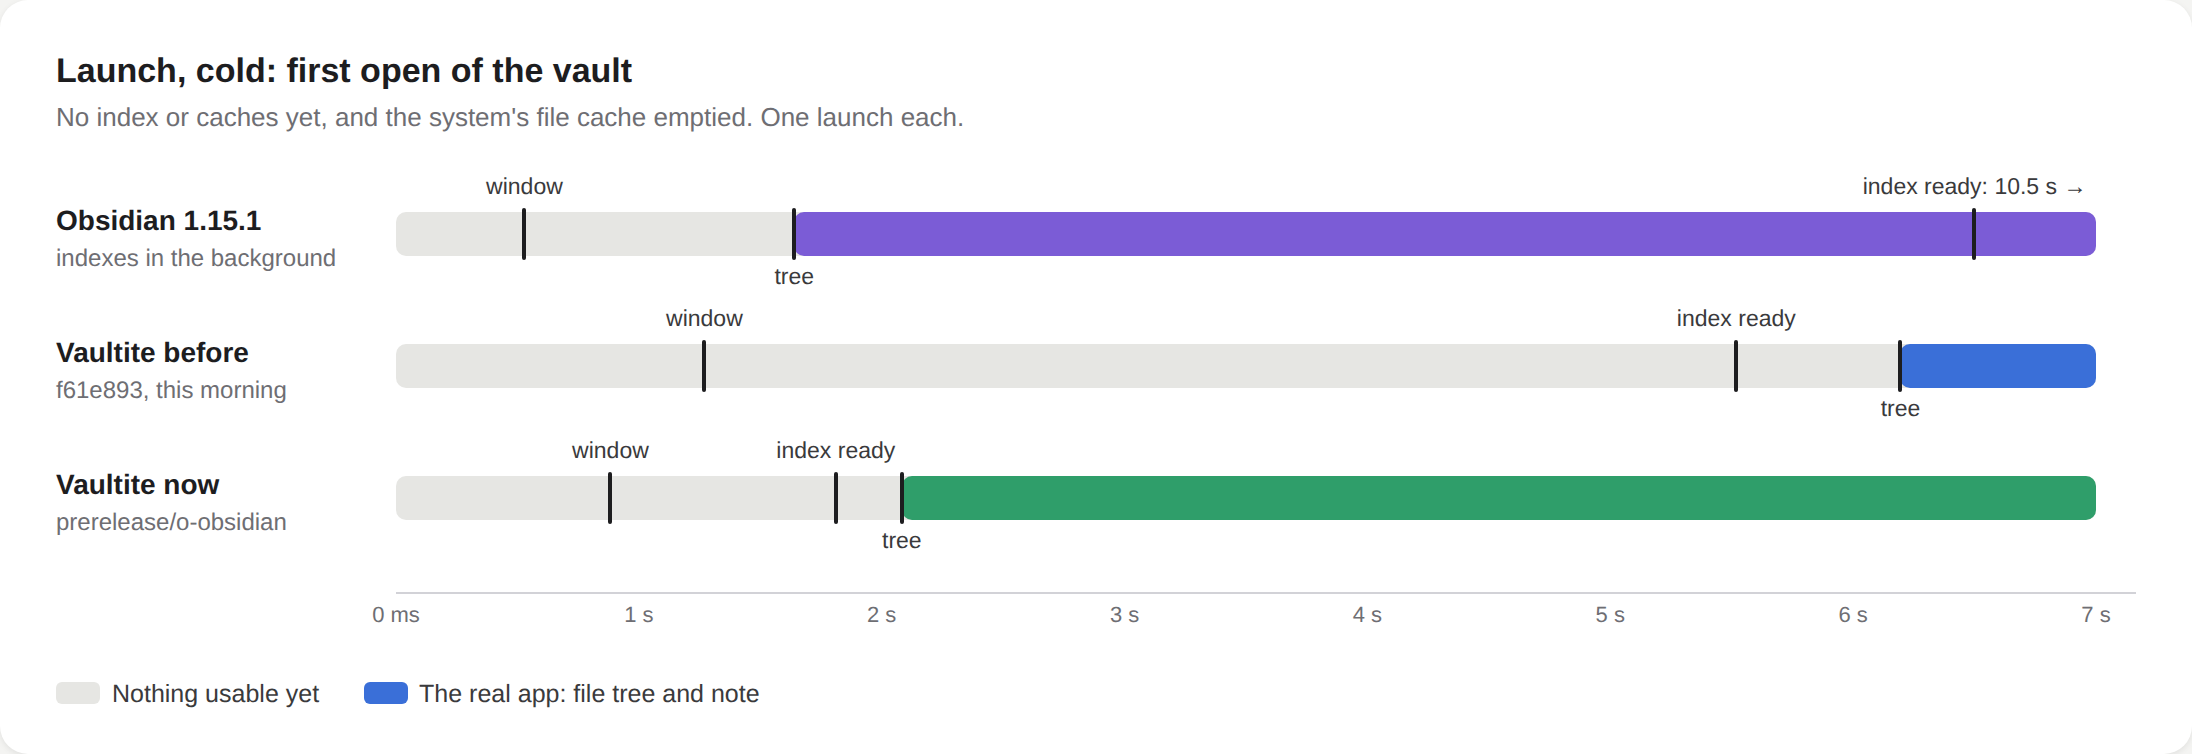 Launch, cold: first open of the vault
No index or caches yet, and the system's file cache emptied. One launch each.
window
index ready: 10.5 s →
Obsidian 1.15.1
indexes in the background
tree
window
index ready
Vaultite before
f61e893, this morning
tree
window
index ready
Vaultite now
prerelease/o-obsidian
tree
0 ms 1 s 2 s 3 s 4 s 5 s 6 s 7 s
Nothing usable yet
The real app: file tree and note